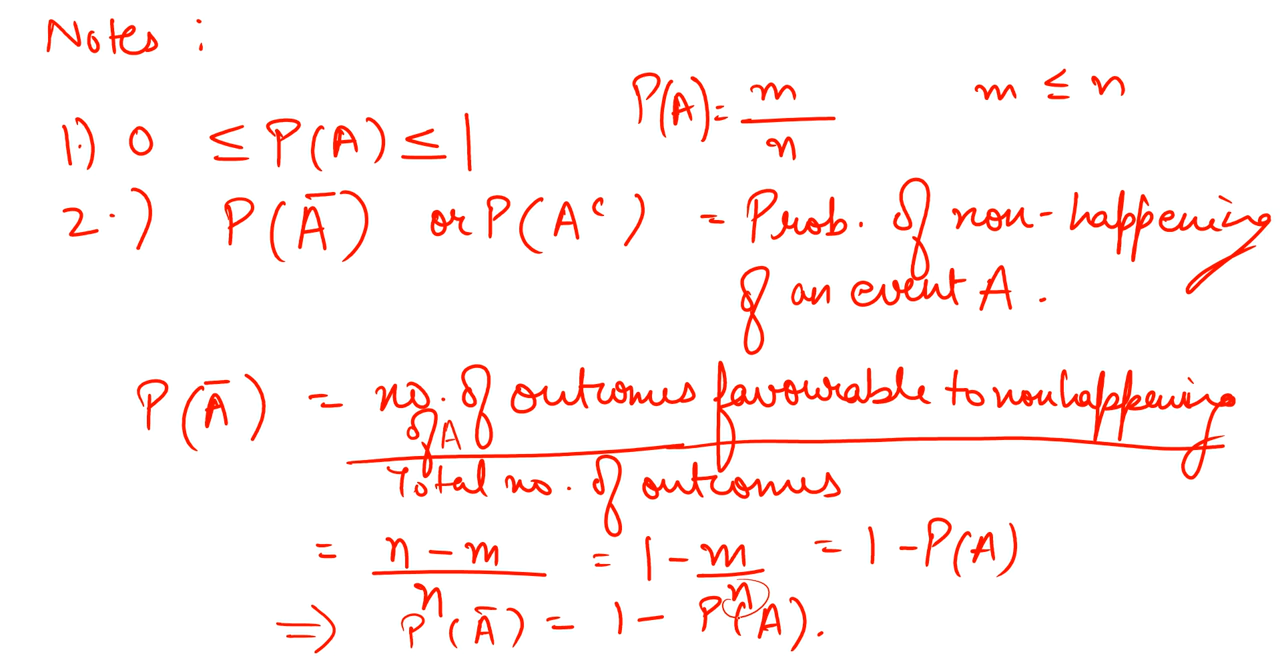 Notes :
P(A) = m/n    m ≤ n
1.) 0 ≤ P(A) ≤ 1
2.) P(Ā) or P(Aᶜ) = Prob. of non-happening
of an event A.
P(Ā) = no. of outcomes favourable to nonhappening
of A
Total no. of outcomes
= n - m / n = 1 - m/n = 1 - P(A)
⇒ P(Ā) = 1 - P(A).